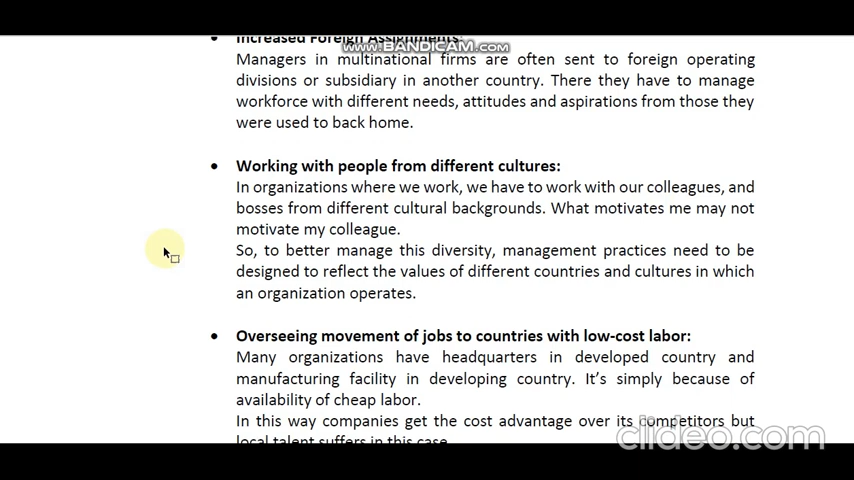 • Increased Foreign Assignments:
www.BANDICAM.com
Managers in multinational firms are often sent to foreign operating
divisions or subsidiary in another country. There they have to manage
workforce with different needs, attitudes and aspirations from those they
were used to back home.
• Working with people from different cultures:
In organizations where we work, we have to work with our colleagues, and
bosses from different cultural backgrounds. What motivates me may not
motivate my colleague.
So, to better manage this diversity, management practices need to be
designed to reflect the values of different countries and cultures in which
an organization operates.
• Overseeing movement of jobs to countries with low-cost labor:
Many organizations have headquarters in developed country and
manufacturing facility in developing country. It's simply because of
availability of cheap labor.
In this way companies get the cost advantage over its competitors but
local talent suffers in this case.
clideo.com